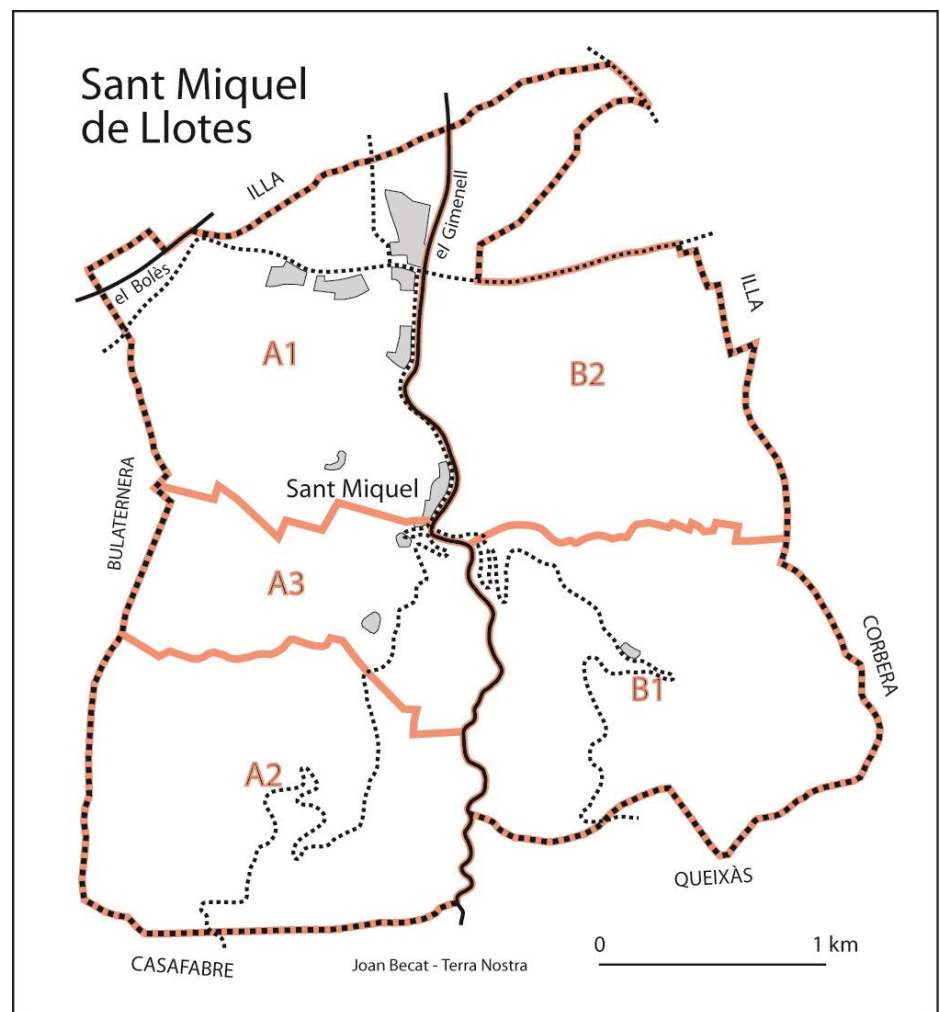 Sant Miquel
de Llotes
ILLA
el Gimenell
el Bolès
ILLA
A1
B2
BULATERNERA
Sant Miquel
A3
CORBERA
B1
A2
QUEIXÀS
CASAFABRE
Joan Becat - Terra Nostra
0
1 km